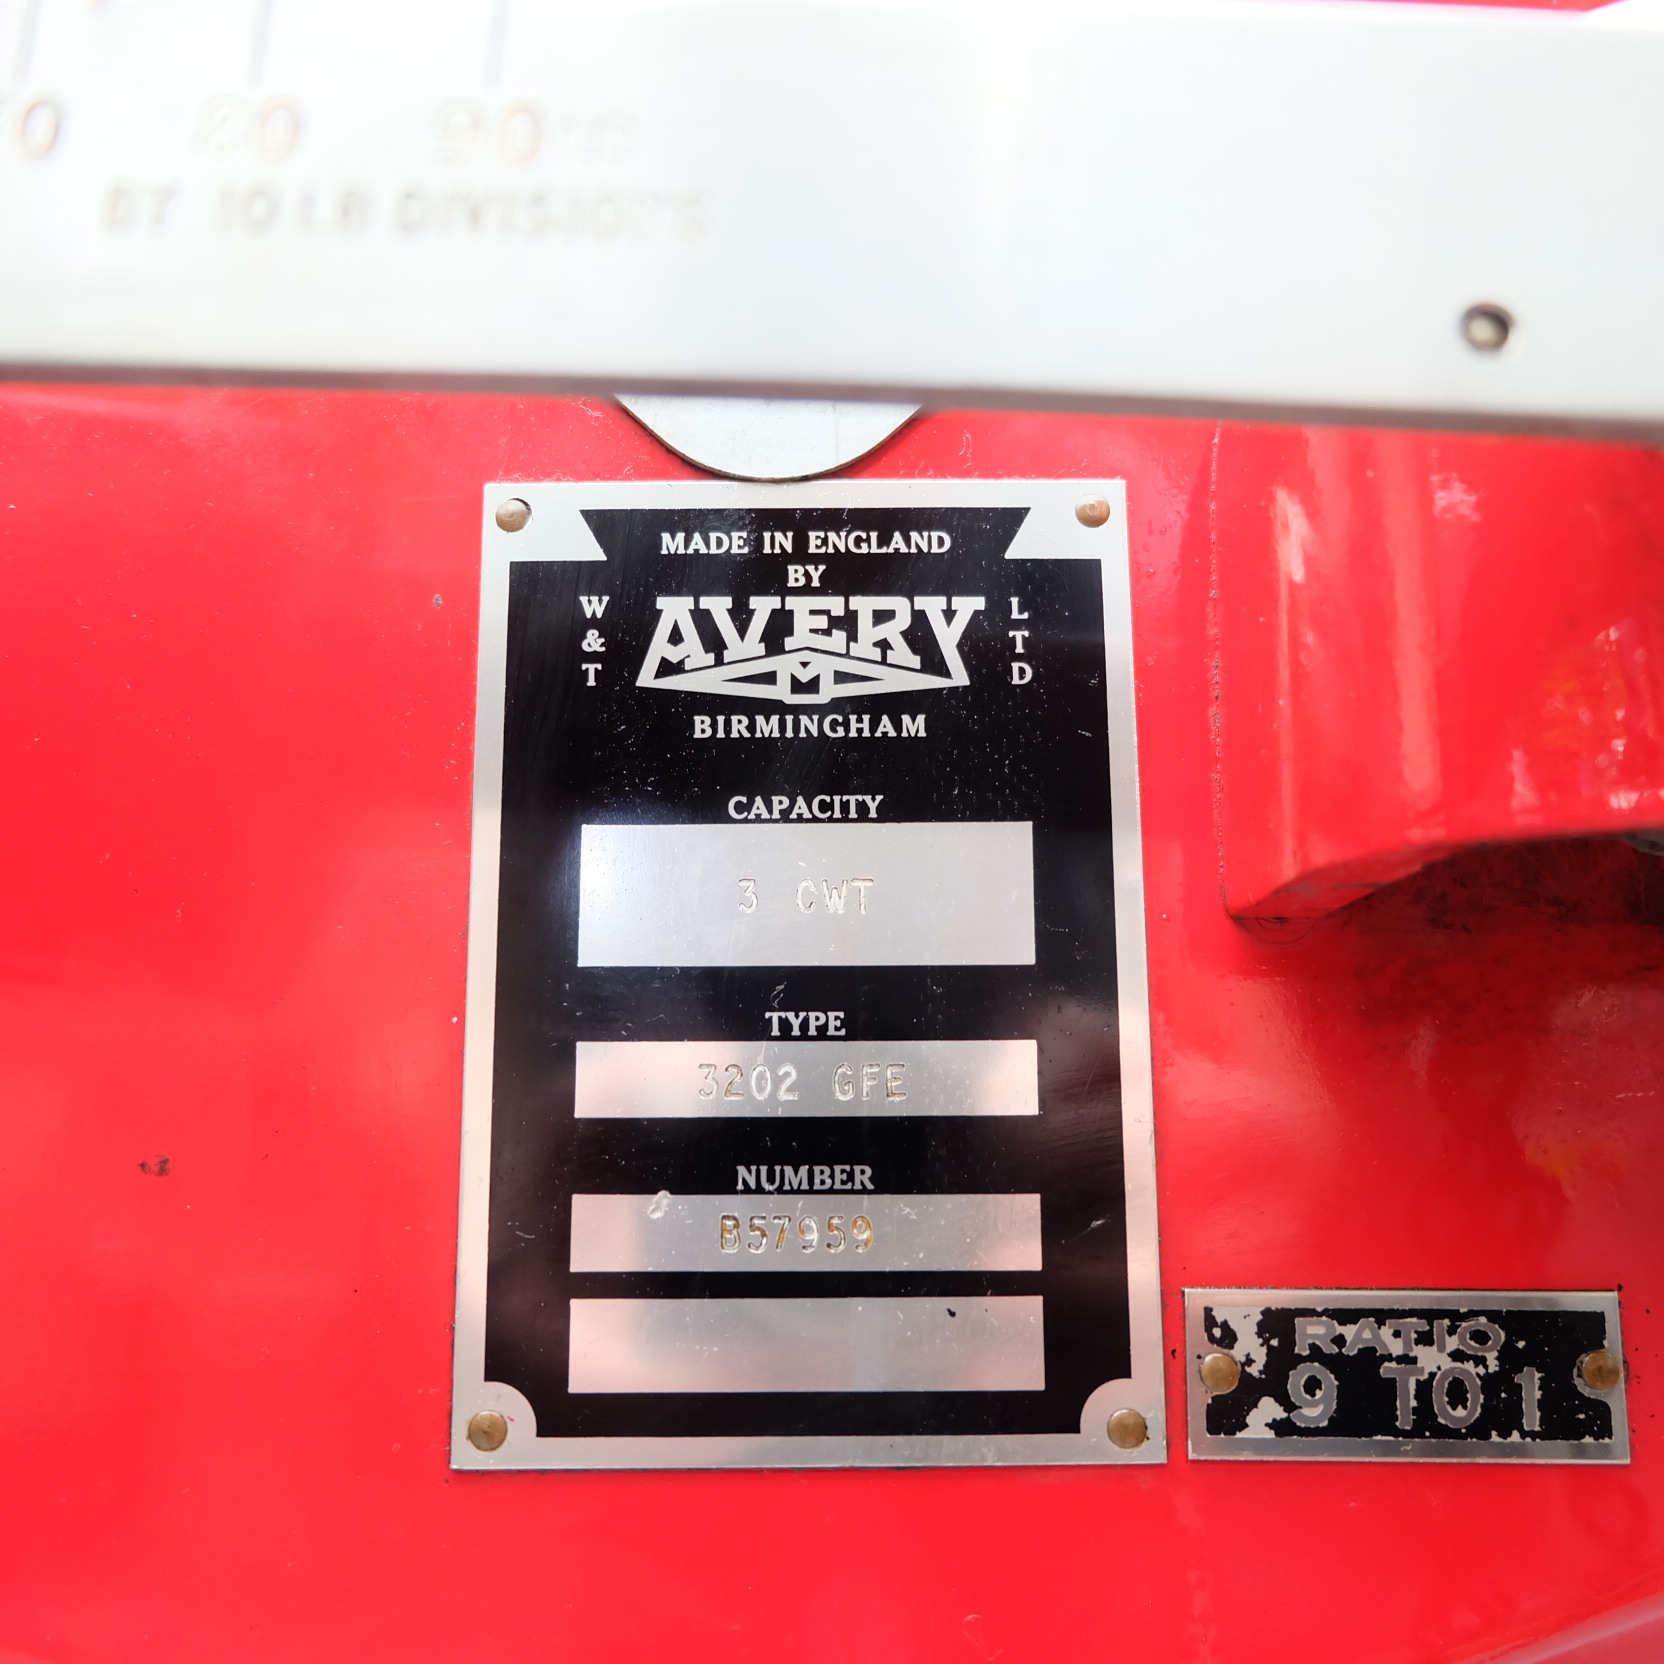 80 90
BY 10 LB DIVISIONS
MADE IN ENGLAND
BY
W&T AVERY LTD
M
BIRMINGHAM
CAPACITY
3 CWT
TYPE
3202 GFE
NUMBER
B57959
RATIO
9 TO 1